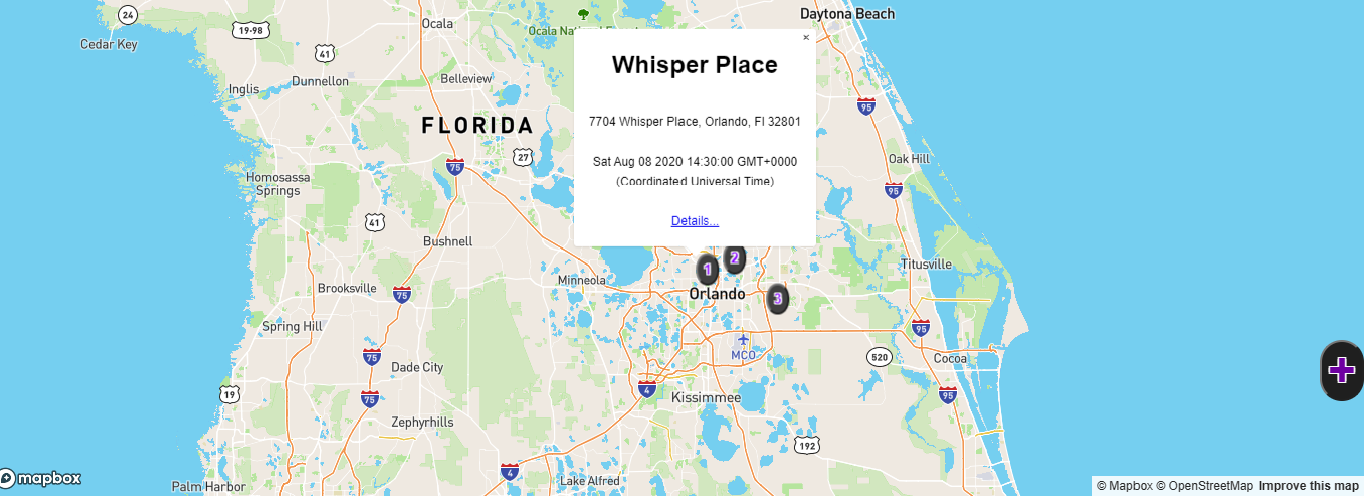 24
Cedar Key
19-98
Ocala
Ocala National Forest
Daytona Beach
×
Whisper Place
7704 Whisper Place, Orlando, Fl 32801
Sat Aug 08 2020 14:30:00 GMT+0000
(Coordinated Universal Time)
Details...
41
Dunnellon
Belleview
Inglis
95
FLORIDA
27
75
Oak Hill
Homosassa
Springs
95
41
Bushnell
1
2
Titusville
Minneola
Brooksville
75
Orlando
3
Spring Hill
95
75
MCO
520
Cocoa
Dade City
4
19
75
Kissimmee
95
Zephyrhills
192
4
Lake Alfred
Palm Harbor
+
mapbox
© Mapbox © OpenStreetMap Improve this map